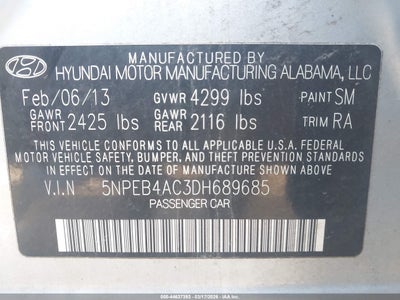 MANUFACTURED BY
HYUNDAI MOTOR MANUFACTURING ALABAMA, LLC
Feb/06/13 GVWR 4299 lbs PAINT SM
GAWR FRONT 2425 lbs GAWR REAR 2116 lbs TRIM RA
THIS VEHICLE CONFORMS TO ALL APPLICABLE U.S.A. FEDERAL
MOTOR VEHICLE SAFETY, BUMPER, AND THEFT PREVENTION
STANDARDS IN EFFECT ON THE DATE OF MANUFACTURE SHOWN ABOVE.
V.I.N 5NPEB4AC3DH689685
PASSENGER CAR